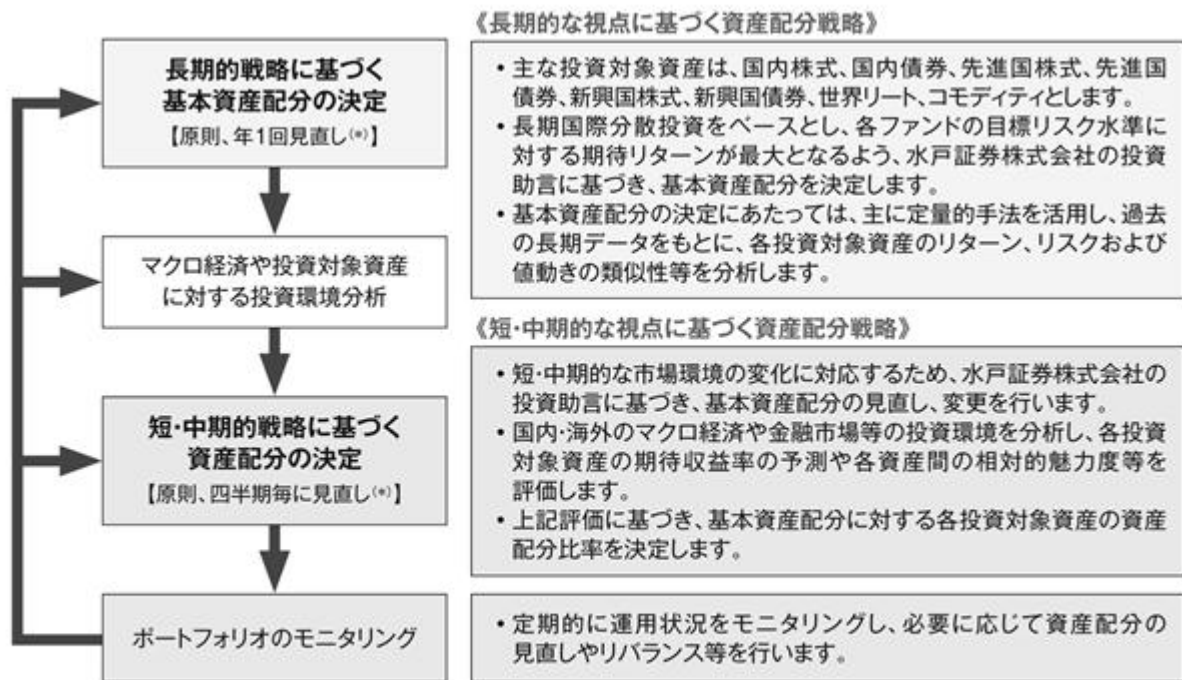 長期的戦略に基づく
基本資産配分の決定
【原則、年1回見直し(*)】
マクロ経済や投資対象資産
に対する投資環境分析
短・中期的戦略に基づく
資産配分の決定
【原則、四半期毎に見直し(*)】
ポートフォリオのモニタリング
《長期的な視点に基づく資産配分戦略》
• 主な投資対象資産は、国内株式、国内債券、先進国株式、先進国
債券、新興国株式、新興国債券、世界リート、コモディティとします。
• 長期国際分散投資をベースとし、各ファンドの目標リスク水準に
対する期待リターンが最大となるよう、水戸証券株式会社の投資
助言に基づき、基本資産配分を決定します。
• 基本資産配分の決定にあたっては、主に定量的手法を活用し、過去
の長期データをもとに、各投資対象資産のリターン、リスクおよび
値動きの類似性等を分析します。
《短・中期的な視点に基づく資産配分戦略》
• 短・中期的な市場環境の変化に対応するため、水戸証券株式会社の
投資助言に基づき、基本資産配分の見直し、変更を行います。
• 国内・海外のマクロ経済や金融市場等の投資環境を分析し、各投資
対象資産の期待収益率の予測や各資産間の相対的魅力度等を
評価します。
• 上記評価に基づき、基本資産配分に対する各投資対象資産の資産
配分比率を決定します。
• 定期的に運用状況をモニタリングし、必要に応じて資産配分の
見直しやリバランス等を行います。